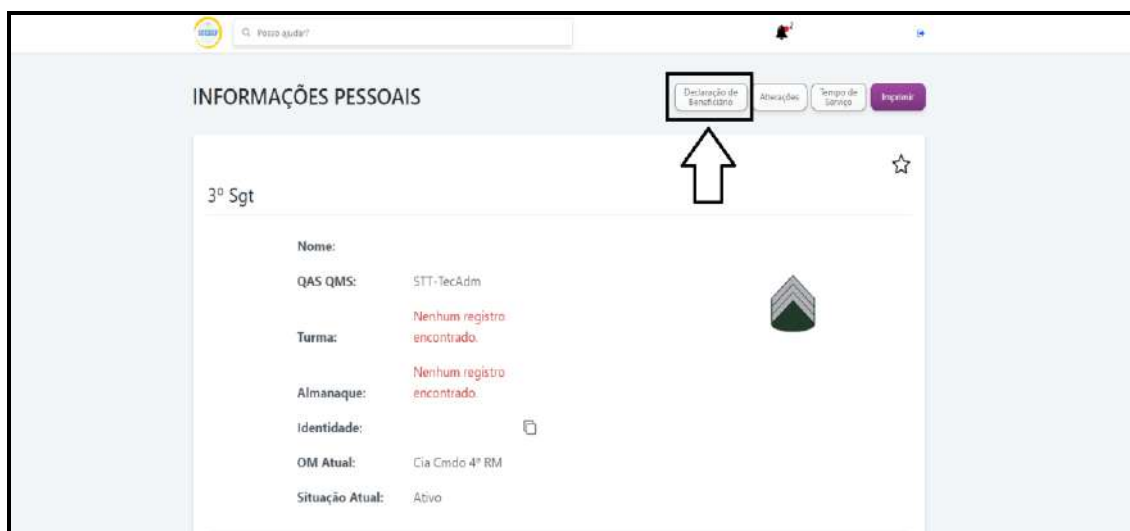 Posso ajudar?
2
INFORMAÇÕES PESSOAIS
Declaração de
Beneficiário
Alterações
Tempo de
Serviço
Imprimir
3º Sgt
Nome:
QAS QMS: STT-TecAdm
Nenhum registro
Turma: encontrado.
Nenhum registro
Almanaque: encontrado.
Identidade:
OM Atual: Cia Cmdo 4ª RM
Situação Atual: Ativo